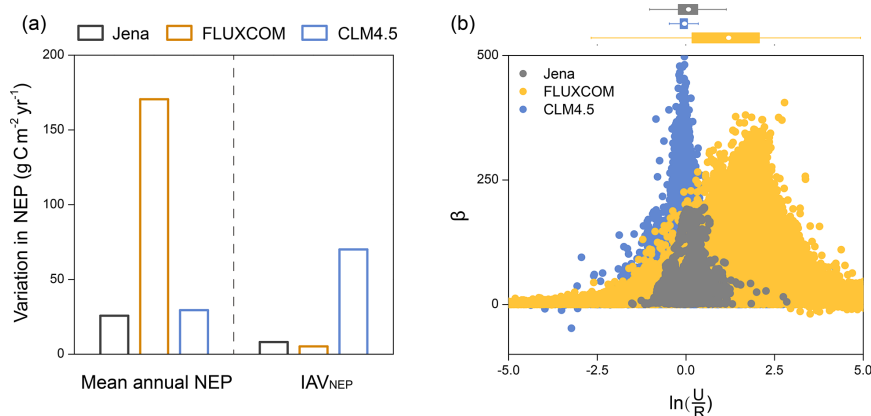 (a)
Jena FLUXCOM CLM4.5
Variation in NEP (g C m⁻² yr⁻¹)
200
150
100
50
0
Mean annual NEP IAVNEP
(b)
Jena
FLUXCOM
CLM4.5
β
500
250
0
-100
-5.0 -2.5 0.0 2.5 5.0
ln(U/R)